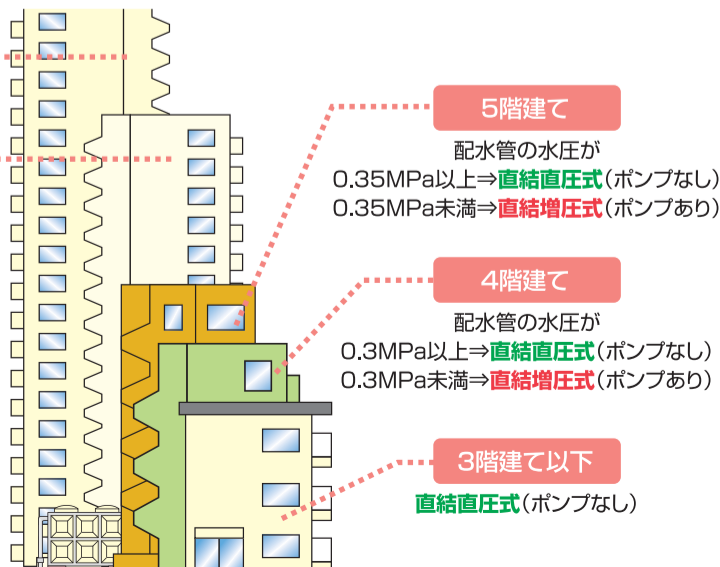 5階建て
配水管の水圧が
0.35MPa以上⇒直結直圧式(ポンプなし)
0.35MPa未満⇒直結増圧式(ポンプあり)
4階建て
配水管の水圧が
0.3MPa以上⇒直結直圧式(ポンプなし)
0.3MPa未満⇒直結増圧式(ポンプあり)
3階建て以下
直結直圧式(ポンプなし)